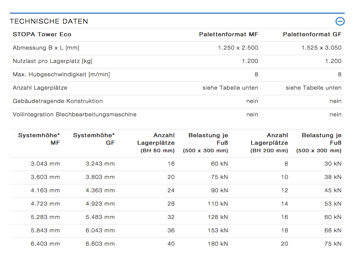 TECHNISCHE DATEN
STOPA Tower Eco Palettenformat MF Palettenformat GF
Abmessung B x L [mm] 1.250 x 2.500 1.525 x 3.050
Nutzlast pro Lagerplatz [kg] 1.200 1.200
Max. Hubgeschwindigkeit [m/min] 8 8
Anzahl Lagerplätze siehe Tabelle unten siehe Tabelle unten
Gebäudetragende Konstruktion nein nein
Vollintegration Blechbearbeitungsmaschine nein nein
Systemhöhe* Systemhöhe* Anzahl Belastung je Anzahl Belastung je
MF GF Lagerplätze Fuß Lagerplätze Fuß
(BH 60 mm) (500 x 300 mm) (BH 200 mm) (500 x 300 mm)
3.043 mm 3.243 mm 16 60 kN 8 30 kN
3.603 mm 3.803 mm 20 75 kN 10 38 kN
4.163 mm 4.363 mm 24 90 kN 12 45 kN
4.723 mm 4.923 mm 28 110 kN 14 53 kN
5.283 mm 5.483 mm 32 128 kN 16 60 kN
5.843 mm 6.043 mm 36 153 kN 18 68 kN
6.403 mm 6.603 mm 40 180 kN 20 75 kN